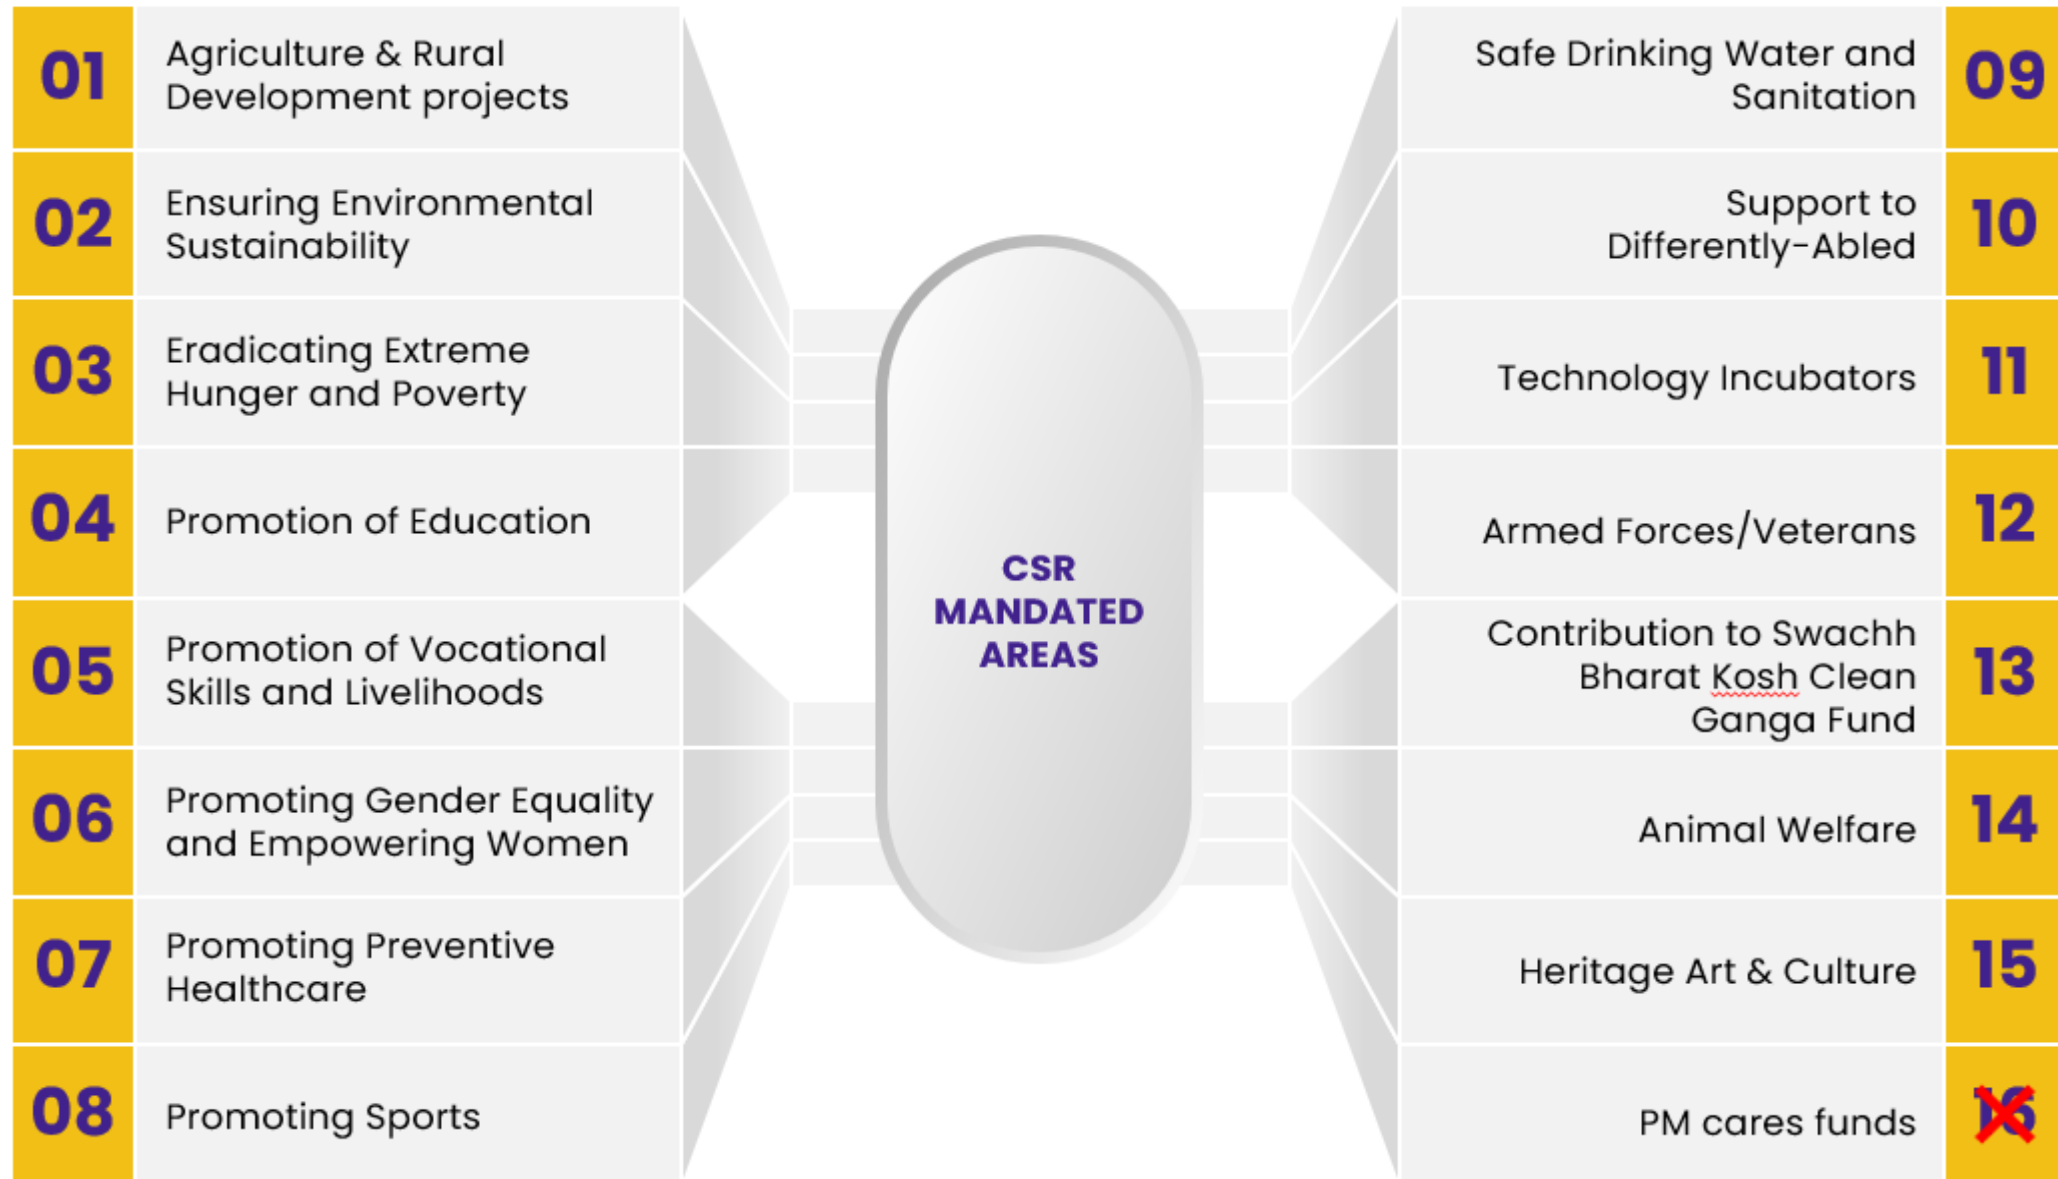 01
Agriculture & Rural
Development projects
02
Ensuring Environmental
Sustainability
03
Eradicating Extreme
Hunger and Poverty
04
Promotion of Education
05
Promotion of Vocational
Skills and Livelihoods
06
Promoting Gender Equality
and Empowering Women
07
Promoting Preventive
Healthcare
08
Promoting Sports
CSR
MANDATED
AREAS
Safe Drinking Water and
Sanitation
09
Support to
Differently-Abled
10
Technology Incubators
11
Armed Forces/Veterans
12
Contribution to Swachh
Bharat Kosh Clean
Ganga Fund
13
Animal Welfare
14
Heritage Art & Culture
15
PM cares funds
16